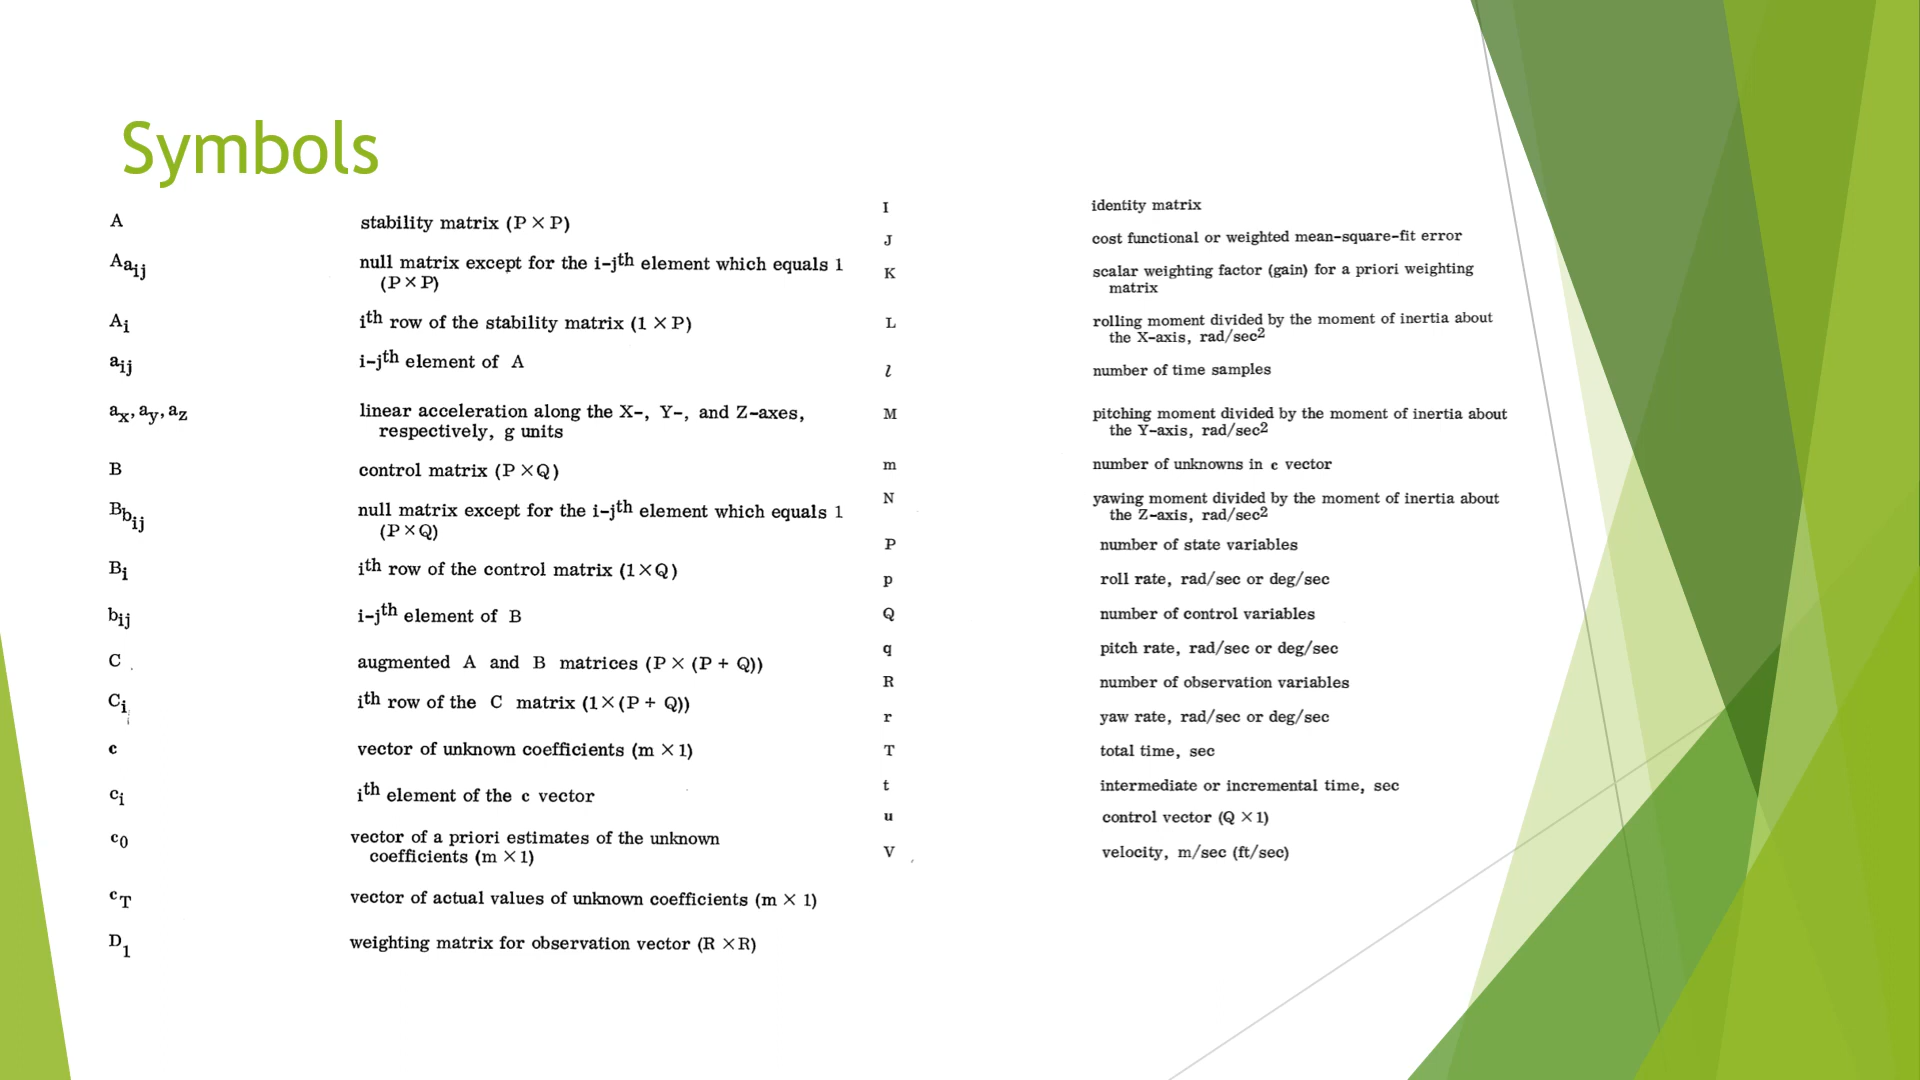 Symbols
A stability matrix (P × P)
Aaij null matrix except for the i-jth element which equals 1
(P × P)
Ai ith row of the stability matrix (1 × P)
aij i-jth element of A
ax, ay, az linear acceleration along the X-, Y-, and Z-axes,
respectively, g units
B control matrix (P × Q)
Bbij null matrix except for the i-jth element which equals 1
(P × Q)
Bi ith row of the control matrix (1 × Q)
bij i-jth element of B
C augmented A and B matrices (P × (P + Q))
Ci ith row of the C matrix (1 × (P + Q))
c vector of unknown coefficients (m × 1)
ci ith element of the c vector
c0 vector of a priori estimates of the unknown
coefficients (m × 1)
cT vector of actual values of unknown coefficients (m × 1)
D1 weighting matrix for observation vector (R × R)
I identity matrix
J cost functional or weighted mean-square-fit error
K scalar weighting factor (gain) for a priori weighting
matrix
L rolling moment divided by the moment of inertia about
the X-axis, rad/sec2
l number of time samples
M pitching moment divided by the moment of inertia about
the Y-axis, rad/sec2
m number of unknowns in c vector
N yawing moment divided by the moment of inertia about
the Z-axis, rad/sec2
P number of state variables
p roll rate, rad/sec or deg/sec
Q number of control variables
q pitch rate, rad/sec or deg/sec
R number of observation variables
r yaw rate, rad/sec or deg/sec
T total time, sec
t intermediate or incremental time, sec
u control vector (Q × 1)
V velocity, m/sec (ft/sec)